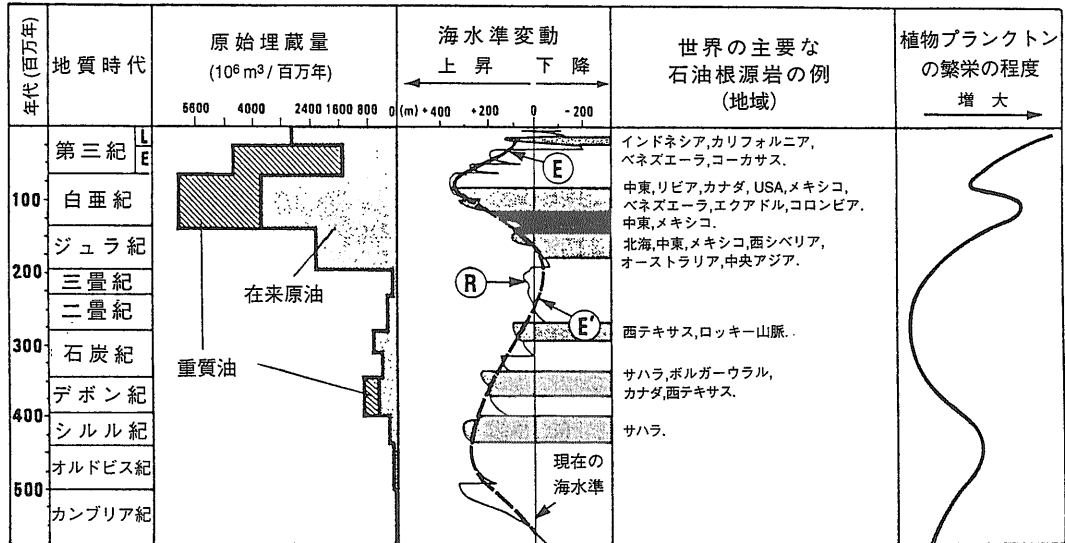 年代(百万年)
地質時代
原始埋蔵量
(10⁶ m³ / 百万年)
5600 4000 2400 1600 800 0
海水準変動
上昇 下降
(m) + 400 +200 0 -200
世界の主要な
石油根源岩の例
(地域)
植物プランクトン
の繁栄の程度
増 大
第三紀
L
E
白亜紀
ジュラ紀
三畳紀
二畳紀
石炭紀
デボン紀
シルル紀
オルドビス紀
カンブリア紀
100
200
300
400
500
在来原油
重質油
E
R
E'
現在の
海水準
インドネシア,カリフォルニア,
ベネズエーラ,コーカサス.
中東,リビア,カナダ,USA,メキシコ,
ベネズエーラ,エクアドル,コロンビア.
中東,メキシコ.
北海,中東,メキシコ,西シベリア,
オーストラリア,中央アジア.
西テキサス,ロッキー山脈.
サハラ,ボルガーウラル,
カナダ,西テキサス.
サハラ.